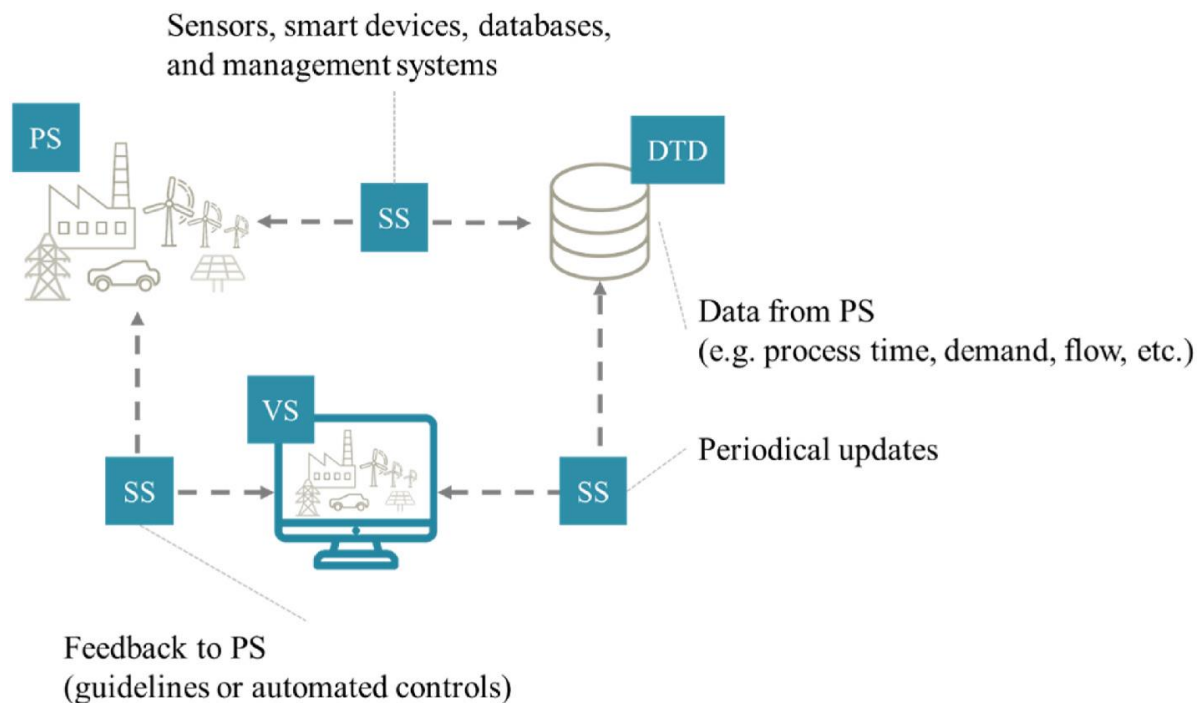 Sensors, smart devices, databases,
and management systems
PS
DTD
SS
Data from PS
(e.g. process time, demand, flow, etc.)
VS
Periodical updates
SS
SS
Feedback to PS
(guidelines or automated controls)